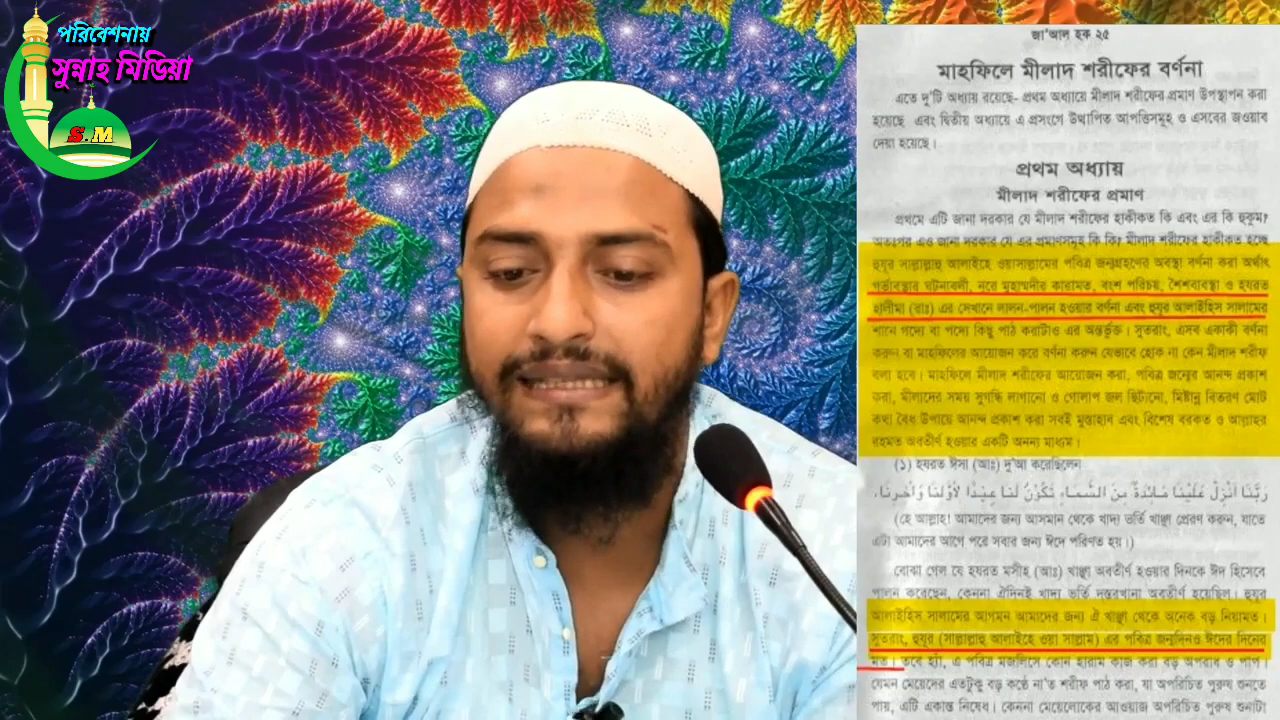 পরিবেশনায়
সুন্নাহ মিডিয়া
S.M
জা'আল হক ২৫
মাহফিলে মীলাদ শরীফের বর্ণনা
এতে দু'টি অধ্যায় রয়েছে- প্রথম অধ্যায়ে মীলাদ শরীফের প্রমাণ উপস্থাপন করা
হয়েছে এবং দ্বিতীয় অধ্যায়ে এ প্রসংগে উত্থাপিত আপত্তিসমূহ ও এসবের জওয়াব
দেয়া হয়েছে।
প্রথম অধ্যায়
মীলাদ শরীফের প্রমাণ
প্রথমে এটি জানা দরকার যে মীলাদ শরীফের হাকীকত কি এবং এর কি হুকুম?
অতঃপর এও জানা দরকার যে এর প্রমাণসমূহ কি কি? মীলাদ শরীফের হাকীকত হচ্ছে
হুযুর সাল্লাল্লাহু আলাইহে ওয়াসাল্লামের পবিত্র জন্মগ্রহণের অবস্থা বর্ণনা করা অর্থাৎ
গর্ভাবস্থার ঘটনাবলী, নূরে মুহাম্মদীর কারামত, বংশ পরিচয়, শৈশবাবস্থা ও হযরত
হালীমা (রাঃ) এর সেখানে লালন-পালন হওয়ার বর্ণনা এবং হুযুর আলাইহিস সালামের
শানে গদ্যে বা পদ্যে কিছু পাঠ করাটাও এর অন্তর্ভুক্ত। সুতরাং, এসব একাকী বর্ণনা
করুন বা মাহফিলের আয়োজন করে বর্ণনা করুন যেভাবে হোক না কেন মীলাদ শরীফ
বলা হবে। মাহফিলে মীলাদ শরীফের আয়োজন করা, পবিত্র জন্মের আনন্দ প্রকাশ
করা, মীলাদের সময় সুগন্ধি লাগানো ও গোলাপ জল ছিটানো, মিষ্টান্ন বিতরণ মোট
কথা বৈধ উপায়ে আনন্দ প্রকাশ করা সবই মুস্তাহাব এবং বিশেষ বরকত ও আল্লাহর
রহমত অবতীর্ণ হওয়ার একটি অনন্য মাধ্যম।
(১) হযরত ঈসা (আঃ) দু'আ করেছিলেন
رَبَّنَا اَنْزِلْ عَلَيْنَا مَائِدَةً مِنَ السَّمَاءِ تَكُوْنُ لَنَا عِيْدًا لِاَوَّلِنَا وَاٰخِرِنَا.
(হে আল্লাহ! আমাদের জন্য আসমান থেকে খাদ্য ভর্তি খাঞ্ছা প্রেরণ করুন, যাতে
এটা আমাদের আগে পরে সবার জন্য ঈদে পরিণত হয়।)
বোঝা গেল যে হযরত মসীহ (আঃ) খাঞ্ছা অবতীর্ণ হওয়ার দিনকে ঈদ হিসেবে
পালন করেছেন, কেননা ঐদিনই খাদ্য ভর্তি দস্তরখানা অবতীর্ণ হয়েছিল। হুযুর
আলাইহিস সালামের আগমন আমাদের জন্য ঐ খাঞ্ছা থেকে অনেক বড় নিয়ামত।
সুতরাং, হুযুর (সাল্লাল্লাহু আলাইহে ওয়া সাল্লাম) এর পবিত্র জন্মদিনও ঈদের দিনের
মত। তবে হ্যাঁ, এ পবিত্র মজলিসে কোন হারাম কাজ করা বড় অপরাধ ও পাপ।
যেমন মেয়েদের এতটুকু বড় কণ্ঠে না'ত শরীফ পাঠ করা, যা অপরিচিত পুরুষ শুনতে
পায়, এটি একান্ত নিষেধ। কেননা মেয়েলোকের আওয়াজ অপরিচিত পুরুষ শুনাটা